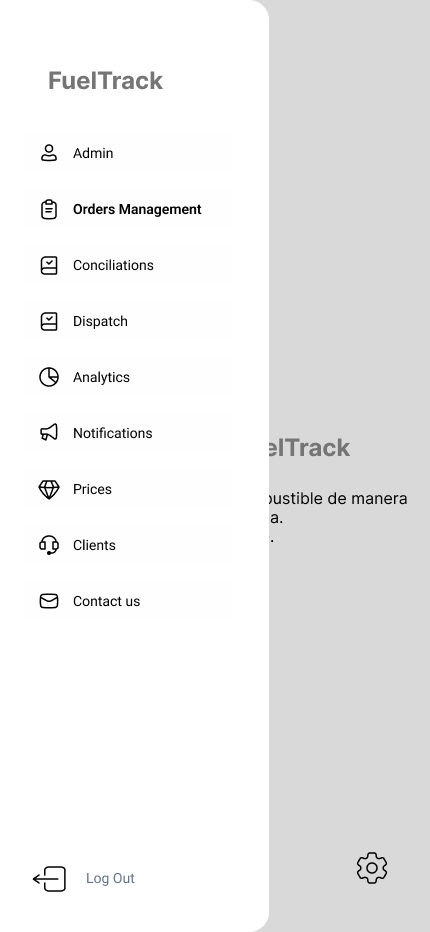 FuelTrack
Admin
Orders Management
Conciliations
Dispatch
Analytics
Notifications
Prices
Clients
Contact us
Log Out
elTrack
bustible de manera
a.
.